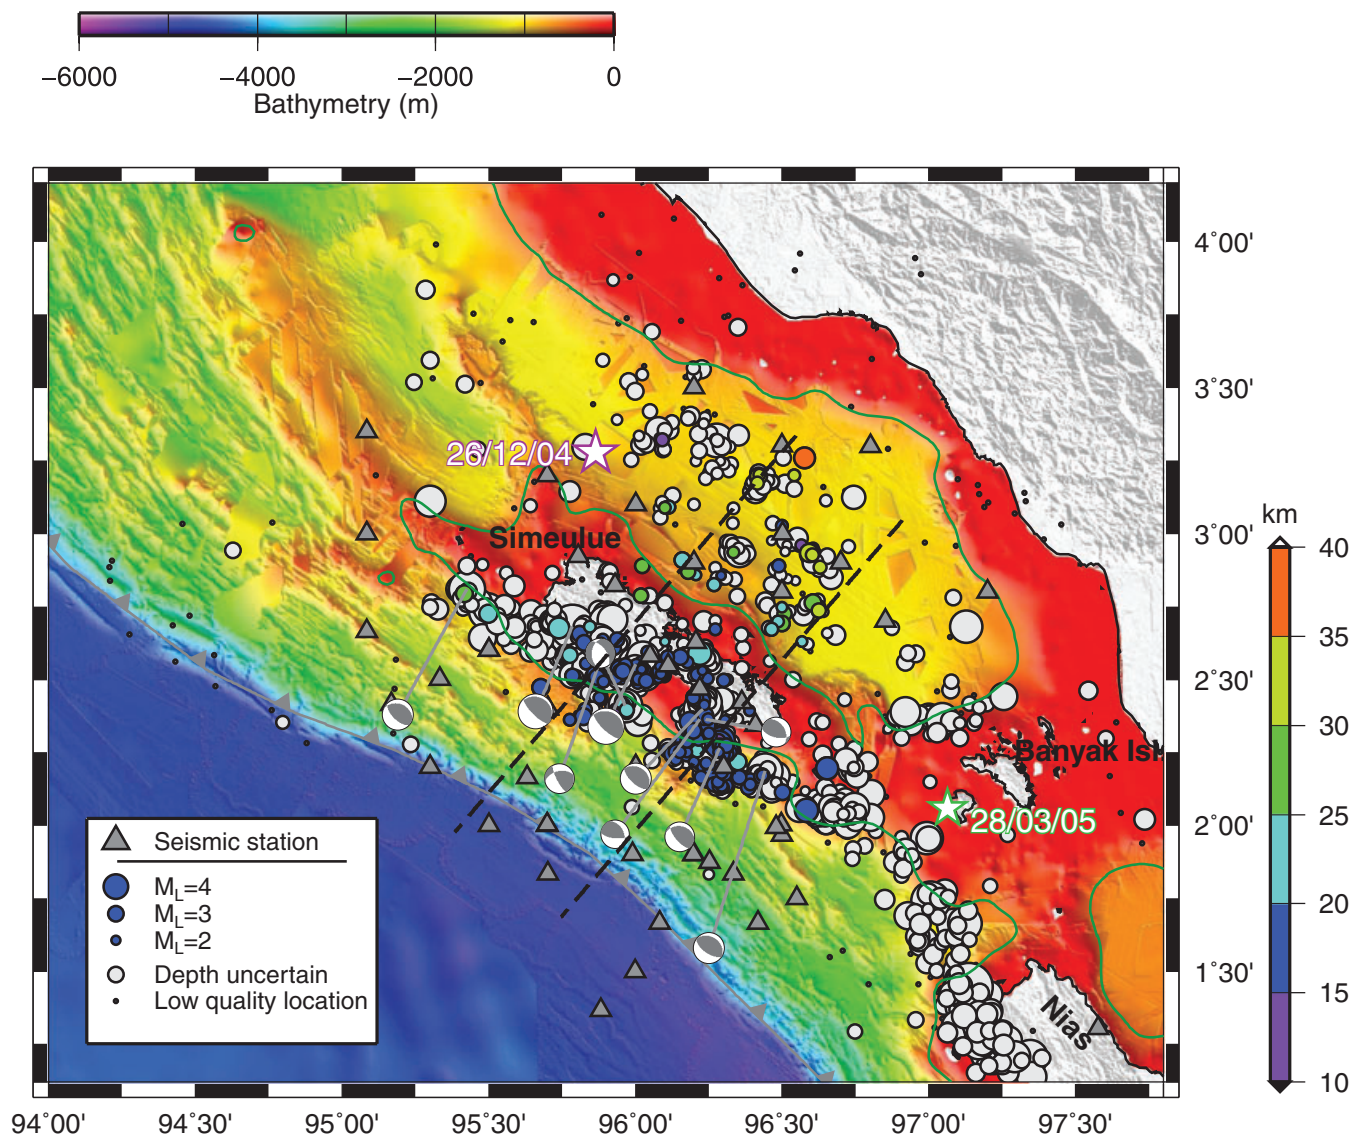 −6000 −4000 −2000 0
Bathymetry (m)
4˚00'
3˚30'
26/12/04
3˚00'
Simeulue
km
40
35
2˚30'
Banyak Isl.
30
28/03/05
2˚00'
25
Seismic station
ML=4
20
ML=3
ML=2
Depth uncertain
1˚30'
Low quality location
15
Nias
10
94˚00' 94˚30' 95˚00' 95˚30' 96˚00' 96˚30' 97˚00' 97˚30'